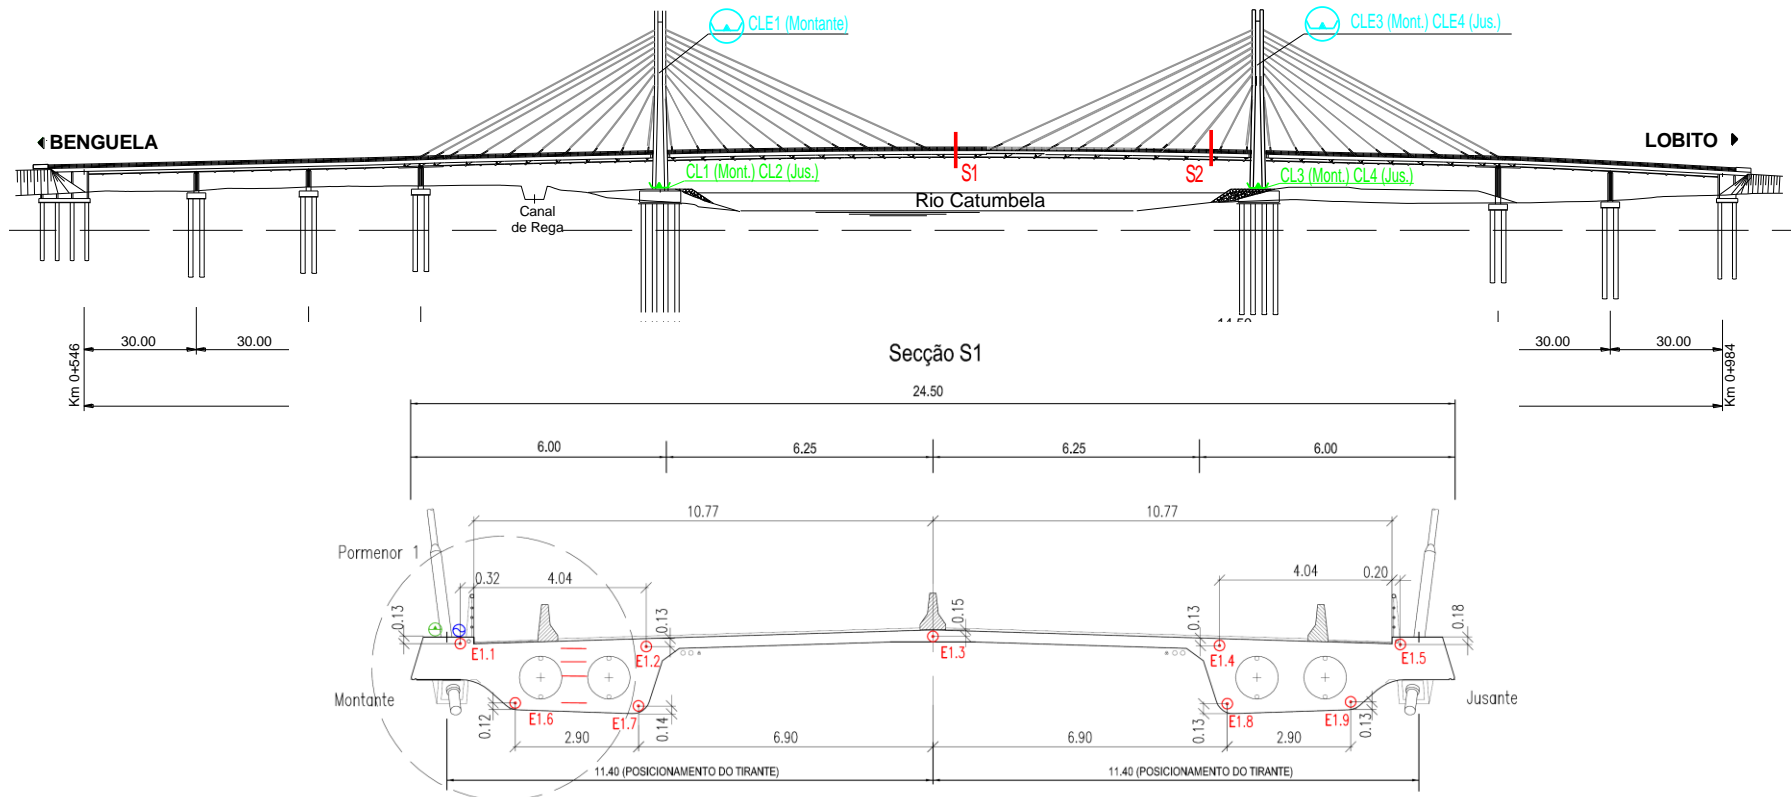 CLE1 (Montante)
CLE3 (Mont.) CLE4 (Jus.)
BENGUELA
LOBITO
S1
S2
CL1 (Mont.) CL2 (Jus.)
CL3 (Mont.) CL4 (Jus.)
Rio Catumbela
Canal
de Rega
30.00
30.00
30.00
30.00
Km 0+546
Km 0+984
Secção S1
24.50
6.00
6.25
6.25
6.00
10.77
10.77
Pormenor 1
0.32
4.04
4.04
0.20
0.13
0.13
0.15
0.13
0.18
E1.1
E1.2
E1.3
E1.4
E1.5
Montante
Jusante
E1.6
E1.7
E1.8
E1.9
0.12
0.14
0.13
0.13
2.90
6.90
6.90
2.90
11.40 (POSICIONAMENTO DO TIRANTE)
11.40 (POSICIONAMENTO DO TIRANTE)